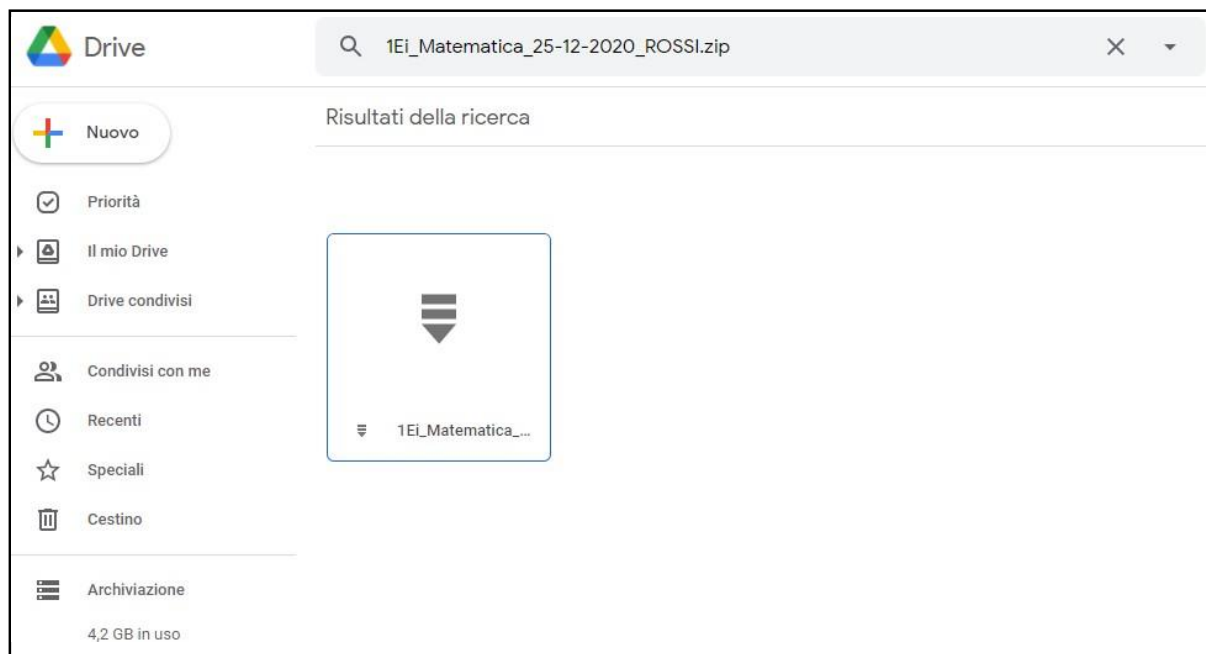 Drive
1Ei_Matematica_25-12-2020_ROSSI.zip
Nuovo
Risultati della ricerca
Priorità
Il mio Drive
Drive condivisi
Condivisi con me
Recenti
Speciali
Cestino
Archiviazione
4,2 GB in uso
1Ei_Matematica_...